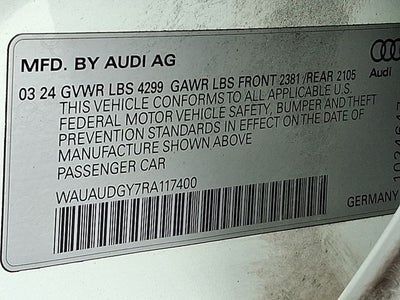 MFD. BY AUDI AG
Audi
03 24 GVWR LBS 4299 GAWR LBS FRONT 2381 /REAR 2105
THIS VEHICLE CONFORMS TO ALL APPLICABLE U.S.
FEDERAL MOTOR VEHICLE SAFETY, BUMPER AND THEFT
PREVENTION STANDARDS IN EFFECT ON THE DATE OF
MANUFACTURE SHOWN ABOVE
PASSENGER CAR
WAUAUDGY7RA117400
GERMANY